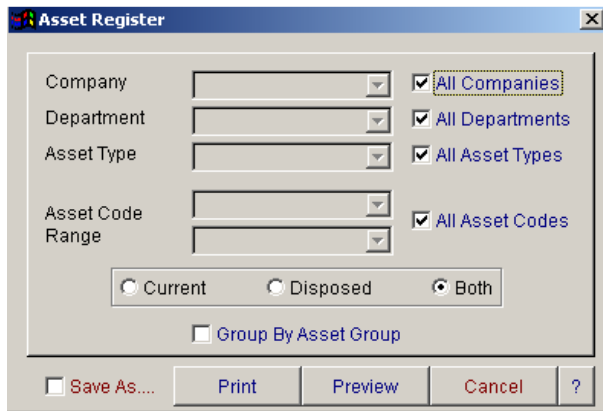 Asset Register
Company All Companies
Department All Departments
Asset Type All Asset Types
Asset Code
Range
All Asset Codes
Current Disposed Both
Group By Asset Group
Save As.... Print Preview Cancel ?